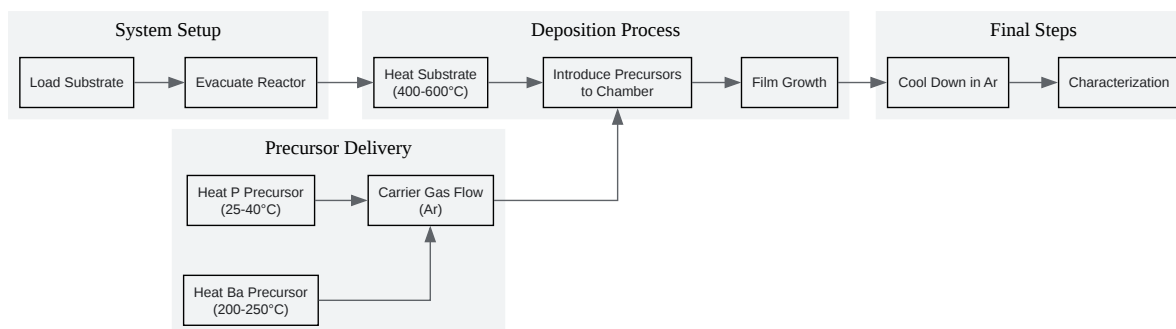 System Setup
Load Substrate
Evacuate Reactor
Deposition Process
Heat Substrate
(400-600°C)
Introduce Precursors
to Chamber
Film Growth
Final Steps
Cool Down in Ar
Characterization
Precursor Delivery
Heat P Precursor
(25-40°C)
Carrier Gas Flow
(Ar)
Heat Ba Precursor
(200-250°C)